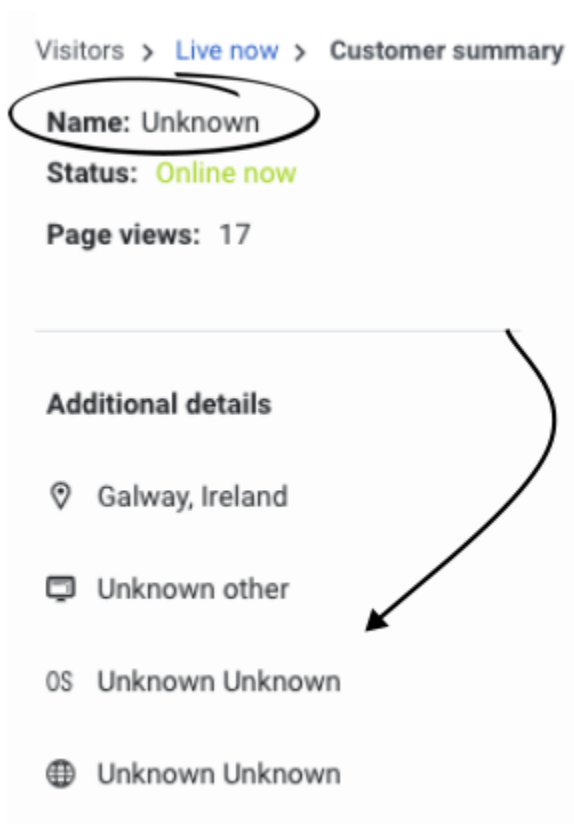 Visitors > Live now > Customer summary
Name: Unknown
Status: Online now
Page views: 17
Additional details
Galway, Ireland
Unknown other
OS Unknown Unknown
Unknown Unknown